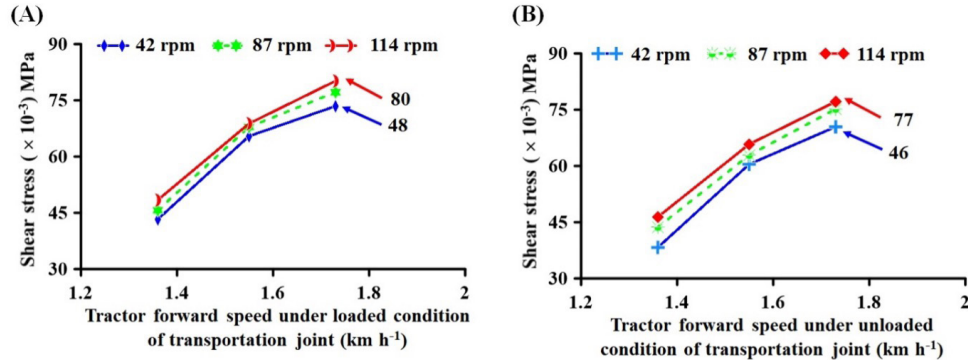 (A)
42 rpm 87 rpm 114 rpm
Shear stress ( × 10⁻³) MPa
90
75
60
45
30
80
48
1.2 1.4 1.6 1.8 2
Tractor forward speed under loaded condition
of transportation joint (km h⁻¹)
(B)
42 rpm 87 rpm 114 rpm
Shear stress ( × 10⁻³) MPa
90
75
60
45
30
77
46
1.2 1.4 1.6 1.8 2
Tractor forward speed under unloaded
condition of transportation joint (km h⁻¹)